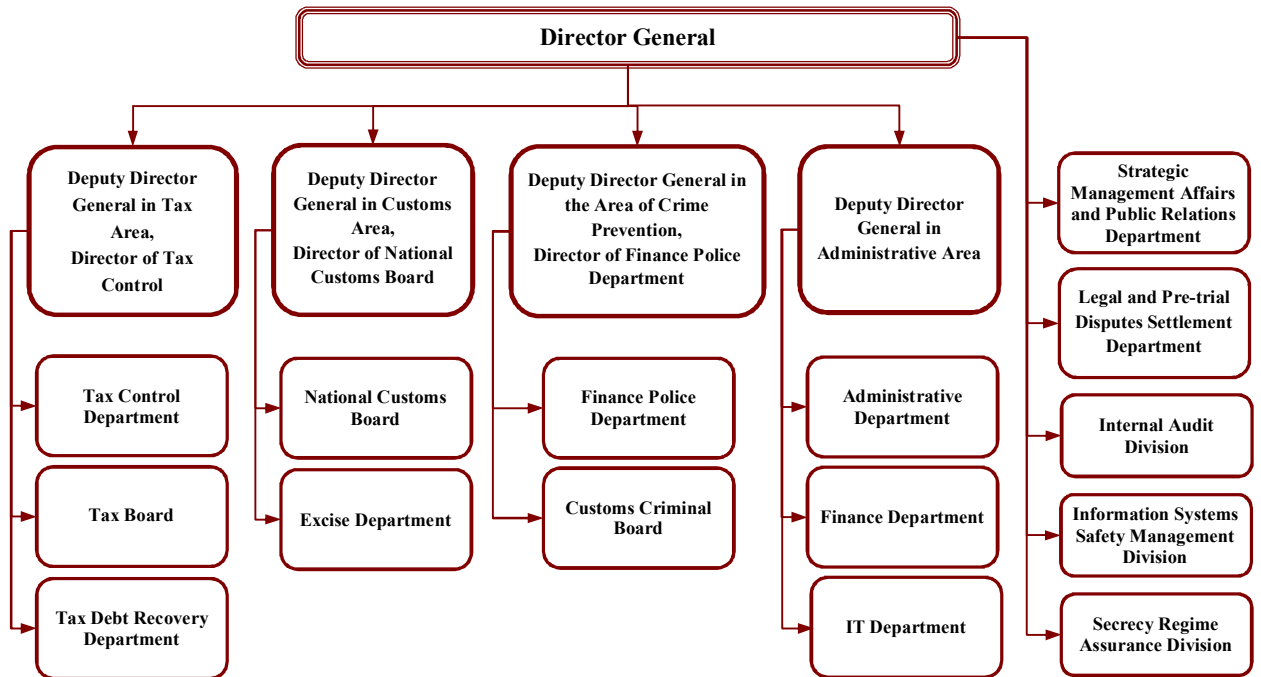 Director General
Deputy Director
General in Tax
Area,
Director of Tax
Control
Deputy Director
General in Customs
Area,
Director of National
Customs Board
Deputy Director General in
the Area of Crime
Prevention,
Director of Finance Police
Department
Deputy Director
General in
Administrative Area
Strategic
Management Affairs
and Public Relations
Department
Legal and Pre-trial
Disputes Settlement
Department
Tax Control
Department
National Customs
Board
Finance Police
Department
Administrative
Department
Internal Audit
Division
Tax Board
Excise Department
Customs Criminal
Board
Finance Department
Information Systems
Safety Management
Division
Tax Debt Recovery
Department
IT Department
Secrecy Regime
Assurance Division